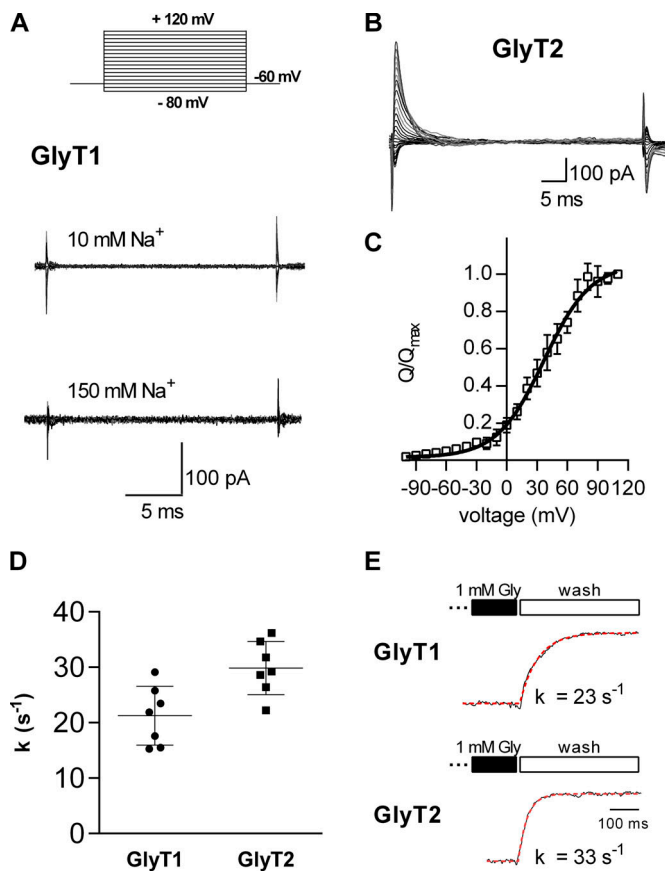 A
+ 120 mV
-60 mV
- 80 mV
GlyT1
10 mM Na⁺
150 mM Na⁺
100 pA
5 ms
B
GlyT2
100 pA
5 ms
C
1.0
0.8
0.6
0.4
0.2
Q/Qmax
-90 -60 -30 0 30 60 90 120
voltage (mV)
D
40
30
20
10
0
k (s⁻¹)
GlyT1 GlyT2
E
1 mM Gly wash
GlyT1
k = 23 s⁻¹
1 mM Gly wash
GlyT2
100 ms
k = 33 s⁻¹